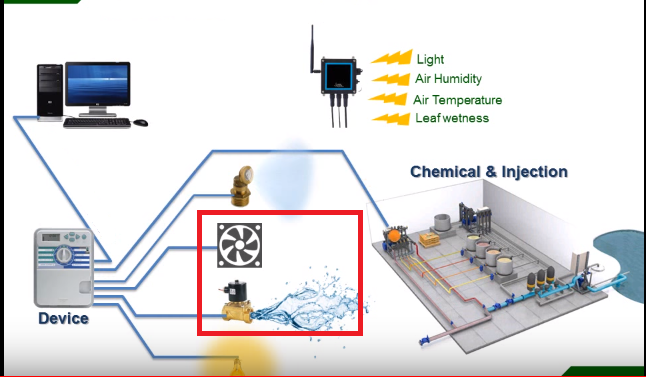 Light
Air Humidity
Air Temperature
Leaf wetness
Chemical & Injection
Device